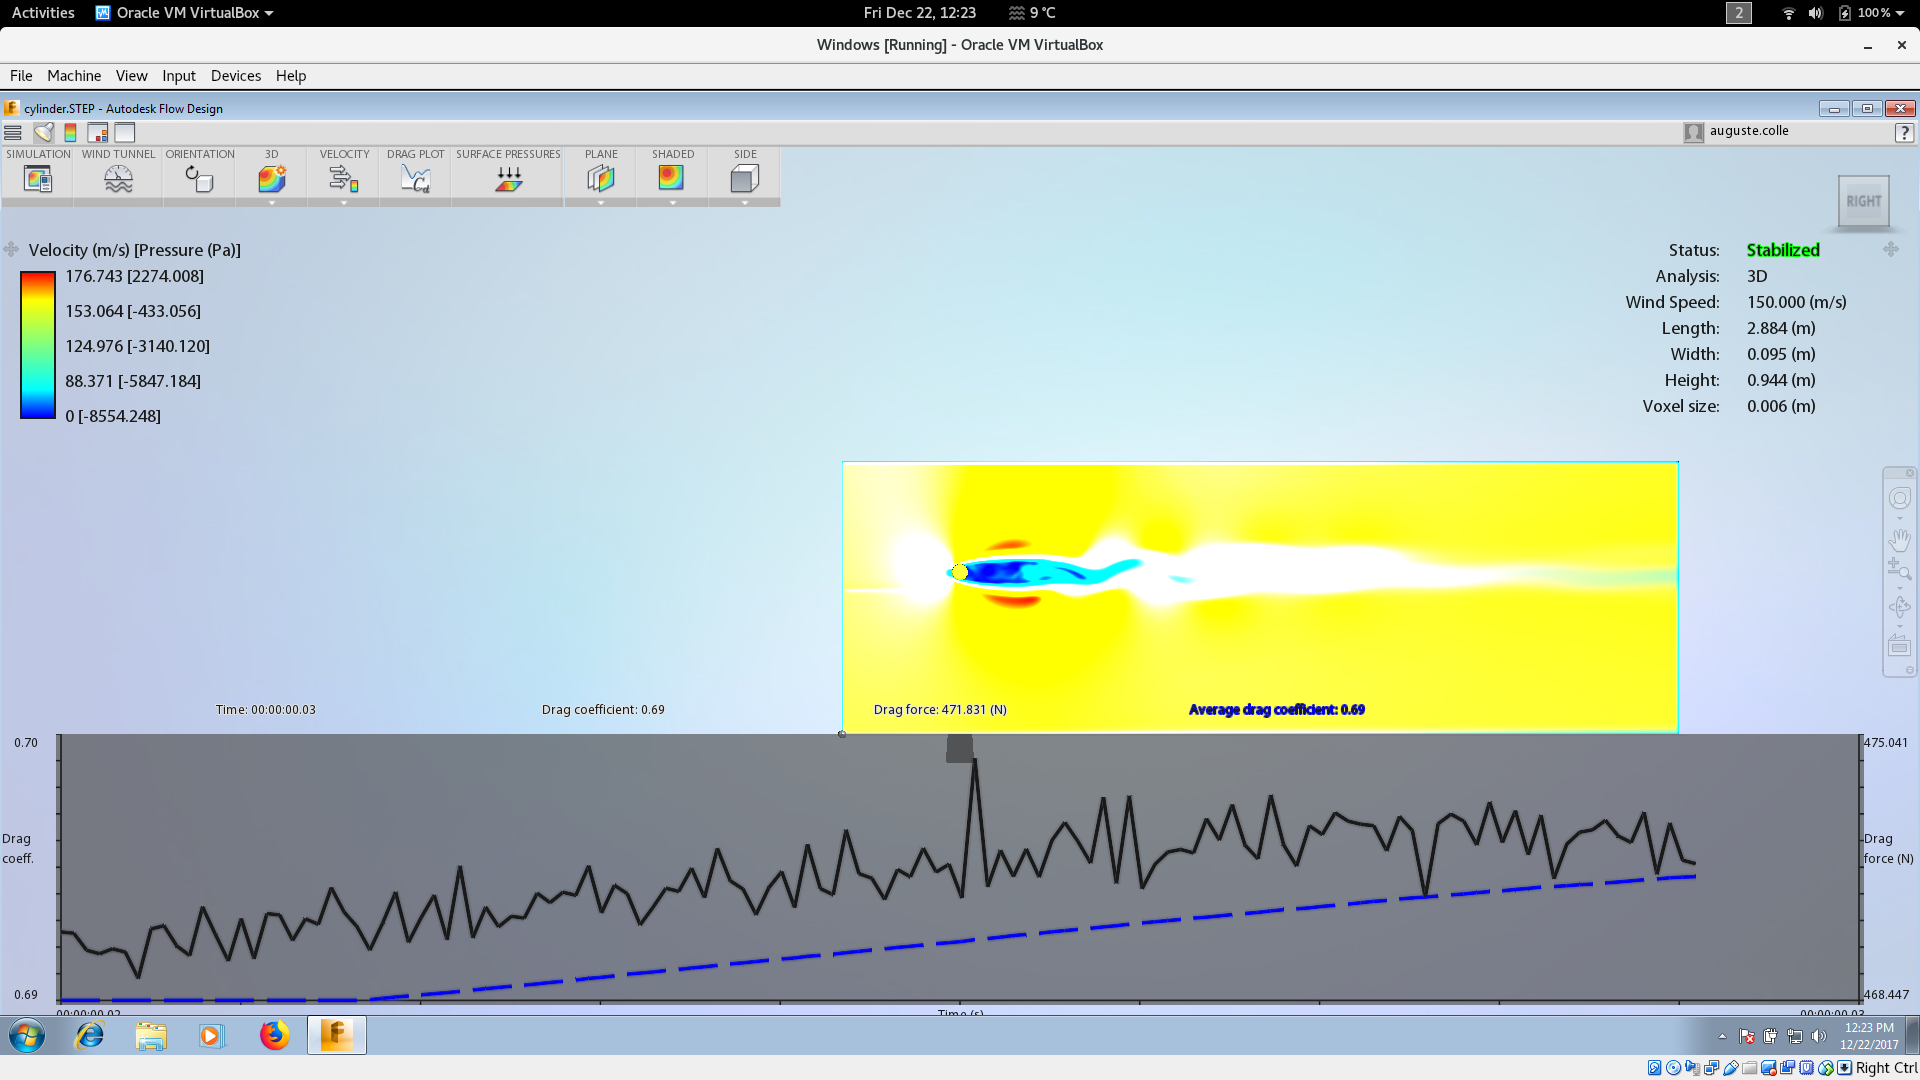 Activities Oracle VM VirtualBox Fri Dec 22, 12:23 9 °C 2 100%
Windows [Running] - Oracle VM VirtualBox
File Machine View Input Devices Help
cylinder.STEP - Autodesk Flow Design
auguste.colle ?
SIMULATION WIND TUNNEL ORIENTATION 3D VELOCITY DRAG PLOT SURFACE PRESSURES PLANE SHADED SIDE
Cd
RIGHT
Velocity (m/s) [Pressure (Pa)]
176.743 [2274.008]
153.064 [-433.056]
124.976 [-3140.120]
88.371 [-5847.184]
0 [-8554.248]
Status: Stabilized
Analysis: 3D
Wind Speed: 150.000 (m/s)
Length: 2.884 (m)
Width: 0.095 (m)
Height: 0.944 (m)
Voxel size: 0.006 (m)
Time: 00:00:00.03 Drag coefficient: 0.69 Drag force: 471.831 (N) Average drag coefficient: 0.69
0.70 475.041
Drag coeff.
Drag force (N)
0.69 468.447
00:00:00.02 Time (s) 00:00:00.03
12:23 PM
12/22/2017
Right Ctrl